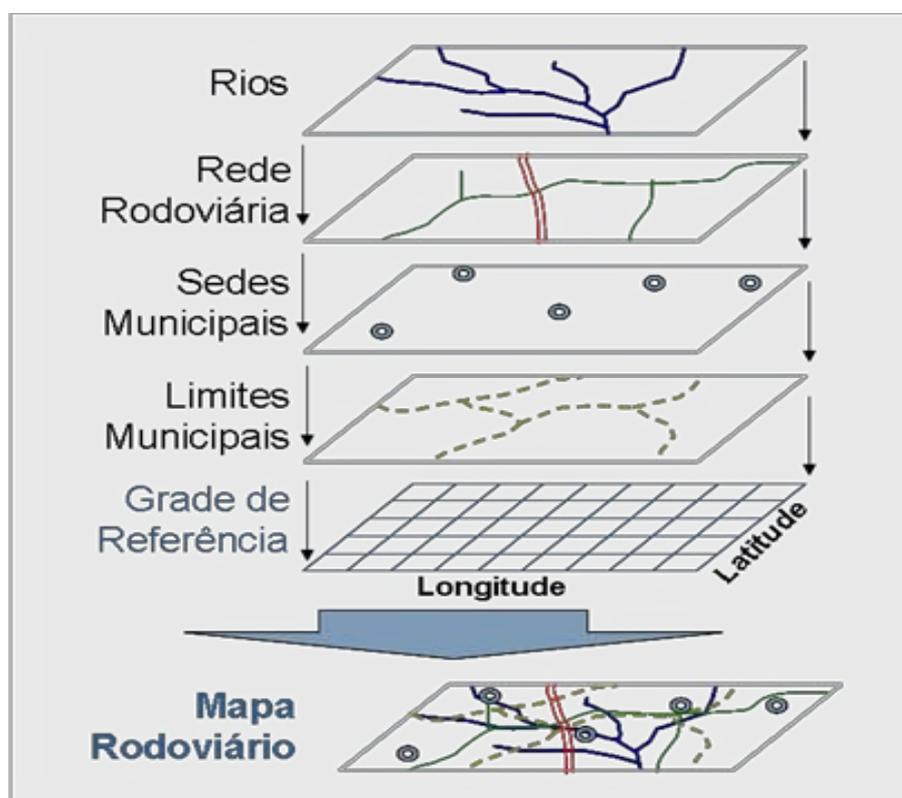 Rios
Rede
Rodoviária
Sedes
Municipais
Limites
Municipais
Grade de
Referência
Latitude
Longitude
Mapa
Rodoviário